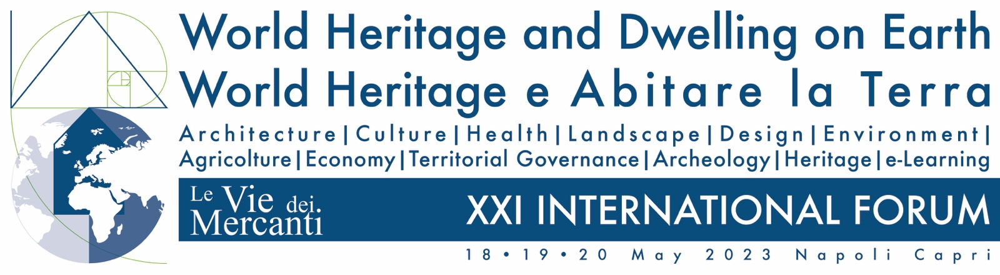 World Heritage and Dwelling on Earth
World Heritage e Abitare la Terra
Architecture|Culture|Health|Landscape|Design|Environment|
Agricolture|Economy|Territorial Governance|Archeology|Heritage|e-Learning
Le Vie dei
Mercanti
XXI INTERNATIONAL FORUM
18•19•20 May 2023 Napoli Capri